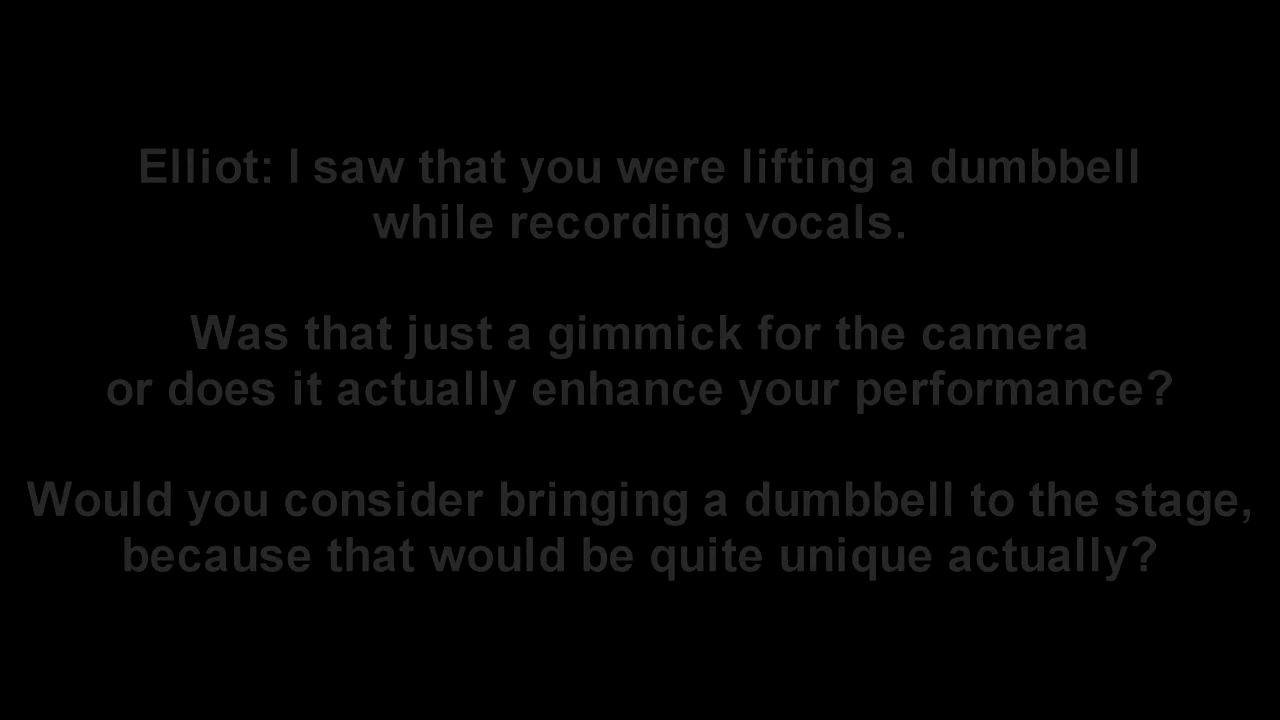 Elliot: I saw that you were lifting a dumbbell
while recording vocals.
Was that just a gimmick for the camera
or does it actually enhance your performance?
Would you consider bringing a dumbbell to the stage,
because that would be quite unique actually?